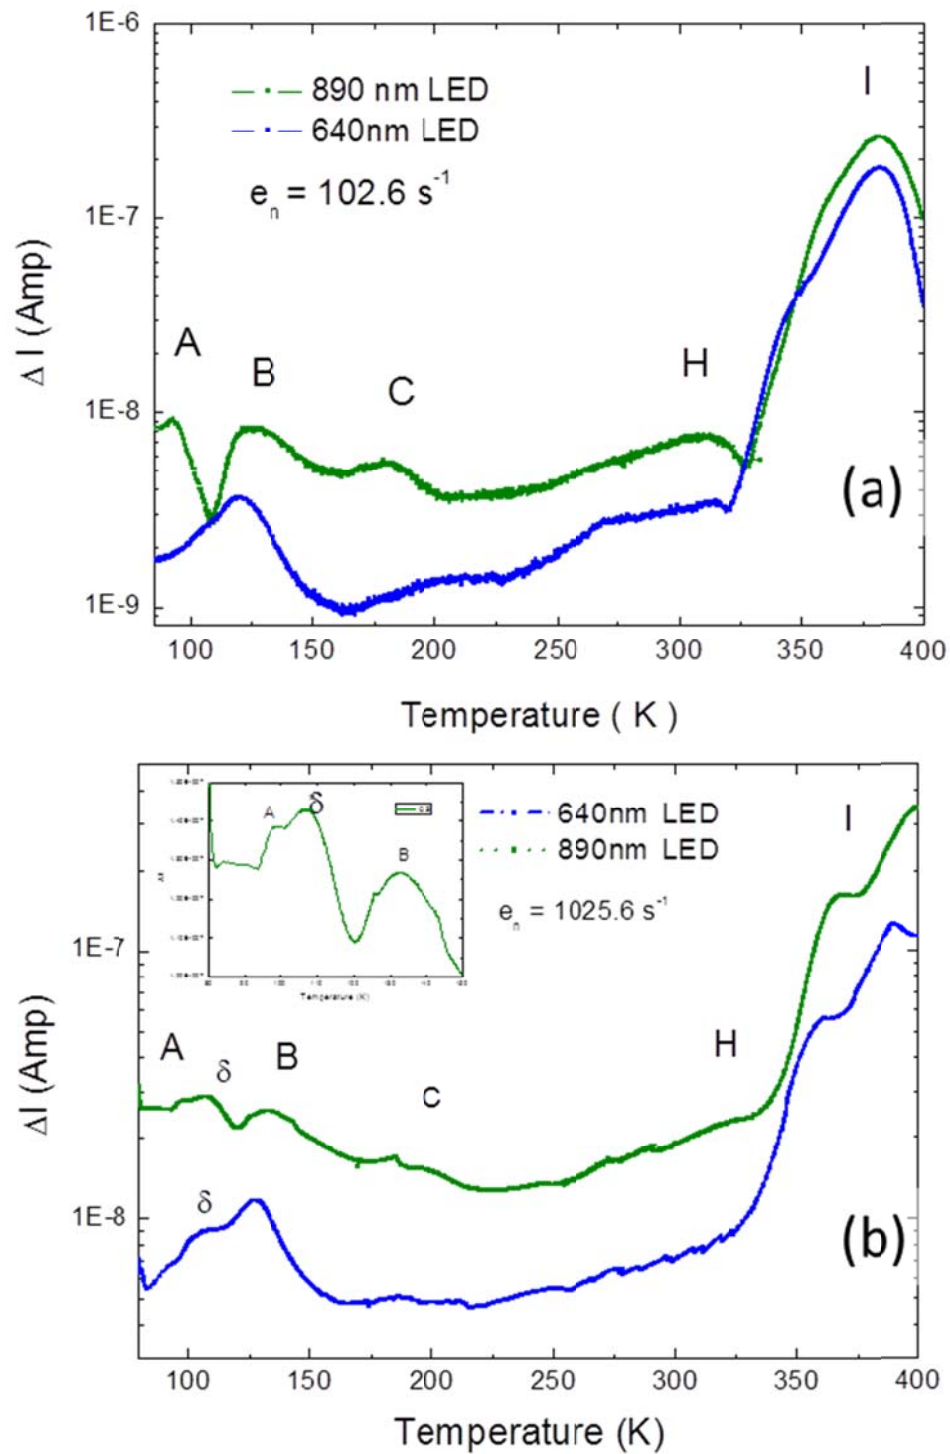 1E-6
I
890 nm LED
640nm LED
e_n = 102.6 s^-1
1E-7
Δ I (Amp)
A
B
C
H
1E-8
(a)
1E-9
100 150 200 250 300 350 400
Temperature ( K )
A δ B
640nm LED
890nm LED
I
e_n = 1025.6 s^-1
Temperature (K)
1E-7
ΔI (Amp)
A δ B C H
δ
1E-8
(b)
100 150 200 250 300 350 400
Temperature (K)